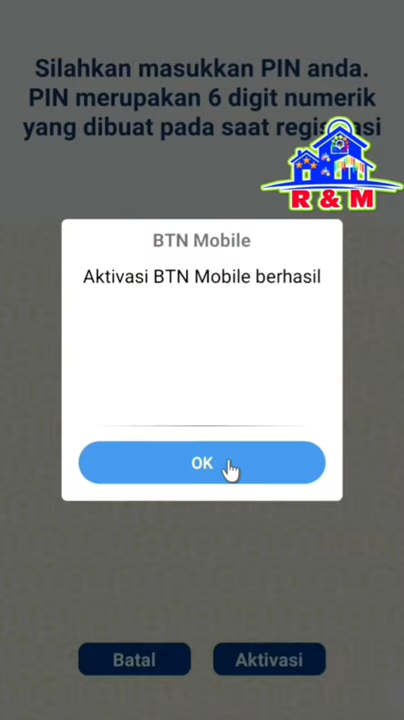 Silahkan masukkan PIN anda.
PIN merupakan 6 digit numerik
yang dibuat pada saat registrasi
R & M
BTN Mobile
Aktivasi BTN Mobile berhasil
OK
Batal
Aktivasi